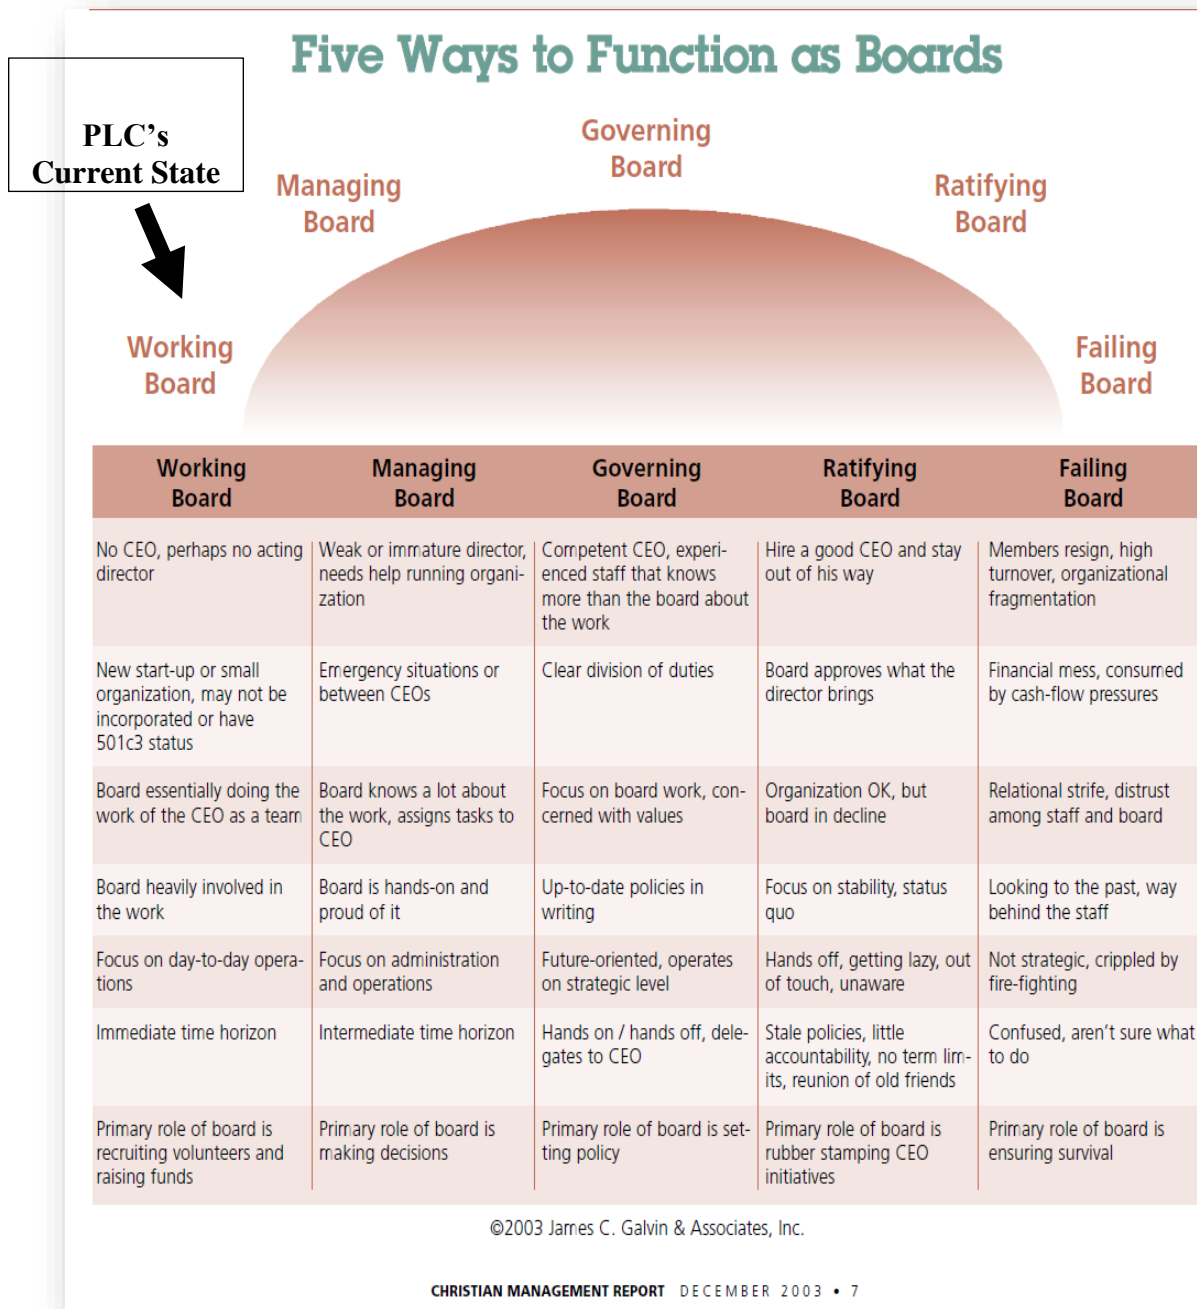 Five Ways to Function as Boards
PLC's
Current State
Governing
Board
Managing
Board
Ratifying
Board
Working
Board
Failing
Board
Working
Board
Managing
Board
Governing
Board
Ratifying
Board
Failing
Board
No CEO, perhaps no acting
director
Weak or immature director,
needs help running organi-
zation
Competent CEO, experi-
enced staff that knows
more than the board about
the work
Hire a good CEO and stay
out of his way
Members resign, high
turnover, organizational
fragmentation
New start-up or small
organization, may not be
incorporated or have
501c3 status
Emergency situations or
between CEOs
Clear division of duties
Board approves what the
director brings
Financial mess, consumed
by cash-flow pressures
Board essentially doing the
work of the CEO as a team
Board knows a lot about
the work, assigns tasks to
CEO
Focus on board work, con-
cerned with values
Organization OK, but
board in decline
Relational strife, distrust
among staff and board
Board heavily involved in
the work
Board is hands-on and
proud of it
Up-to-date policies in
writing
Focus on stability, status
quo
Looking to the past, way
behind the staff
Focus on day-to-day opera-
tions
Focus on administration
and operations
Future-oriented, operates
on strategic level
Hands off, getting lazy, out
of touch, unaware
Not strategic, crippled by
fire-fighting
Immediate time horizon
Intermediate time horizon
Hands on / hands off, dele-
gates to CEO
Stale policies, little
accountability, no term lim-
its, reunion of old friends
Confused, aren't sure what
to do
Primary role of board is
recruiting volunteers and
raising funds
Primary role of board is
making decisions
Primary role of board is set-
ting policy
Primary role of board is
rubber stamping CEO
initiatives
Primary role of board is
ensuring survival
©2003 James C. Galvin & Associates, Inc.
CHRISTIAN MANAGEMENT REPORT DECEMBER 2003 • 7